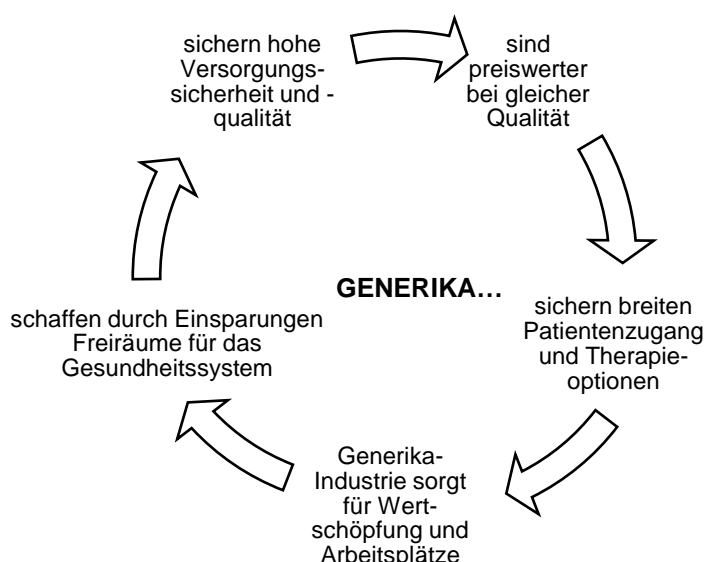 sichern hohe
Versorgungs-
sicherheit und -
qualität
sind
preiswerter
bei gleicher
Qualität
GENERIKA…
sichern breiten
Patientenzugang
und Therapie-
optionen
schaffen durch Einsparungen
Freiräume für das
Gesundheitssystem
Generika-
Industrie sorgt
für Wert-
schöpfung und
Arbeitsplätze